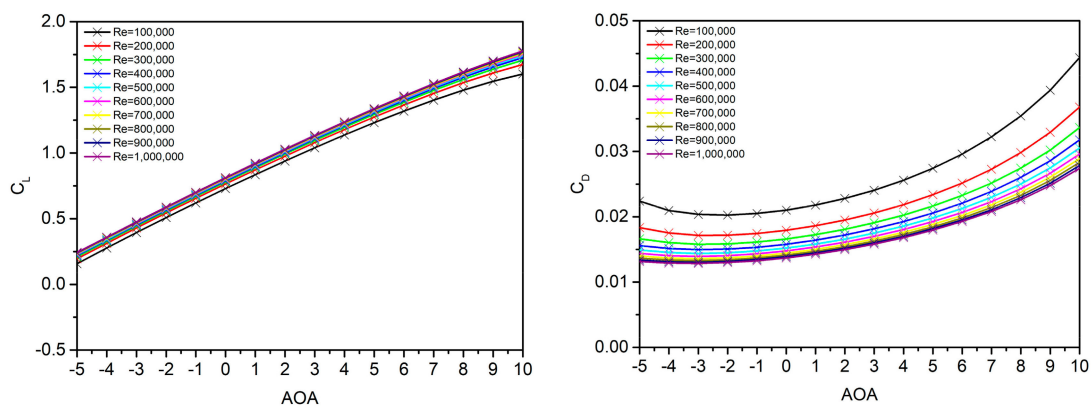 2.0
1.5
1.0
0.5
0.0
-0.5
C_L
Re=100,000
Re=200,000
Re=300,000
Re=400,000
Re=500,000
Re=600,000
Re=700,000
Re=800,000
Re=900,000
Re=1,000,000
-5 -4 -3 -2 -1 0 1 2 3 4 5 6 7 8 9 10
AOA
0.05
0.04
0.03
0.02
0.01
0.00
C_D
Re=100,000
Re=200,000
Re=300,000
Re=400,000
Re=500,000
Re=600,000
Re=700,000
Re=800,000
Re=900,000
Re=1,000,000
-5 -4 -3 -2 -1 0 1 2 3 4 5 6 7 8 9 10
AOA